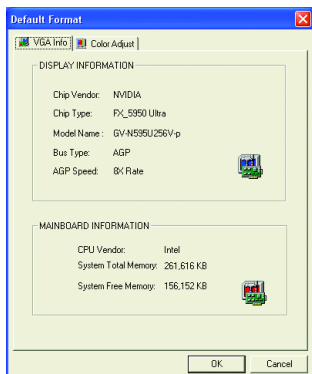 Default Format
VGA Info Color Adjust
DISPLAY INFORMATION
Chip Vendor: NVIDIA
Chip Type: FX_5950 Ultra
Model Name : GV-N595U256V-p
Bus Type: AGP
AGP Speed: 8X Rate
MAINBOARD INFORMATION
CPU Vendor: Intel
System Total Memory: 261,616 KB
System Free Memory: 156,152 KB
OK Cancel